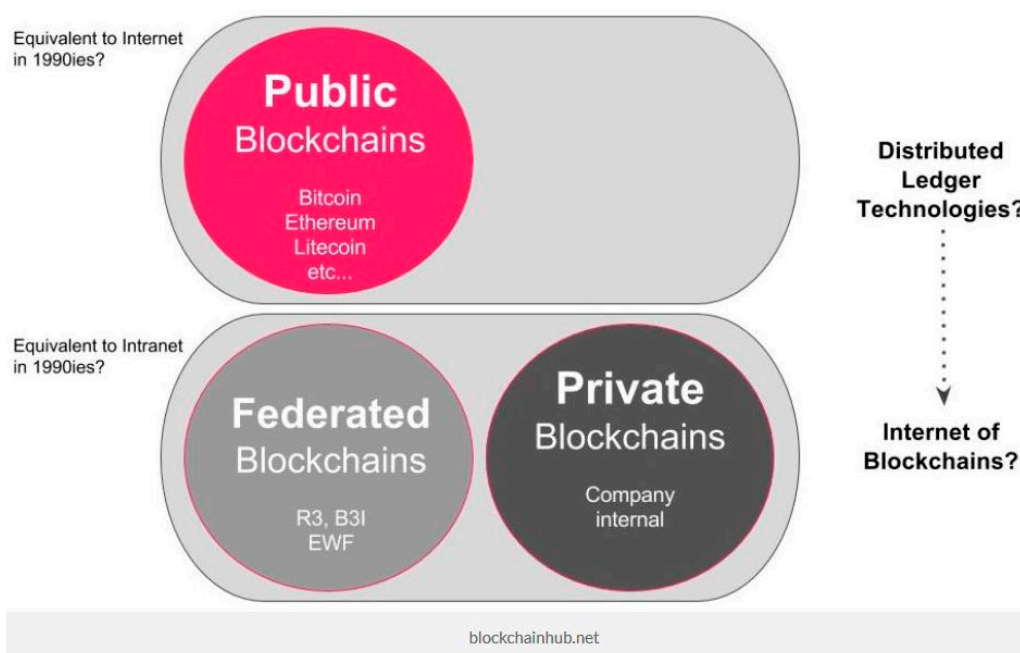 Equivalent to Internet
in 1990ies?
Public
Blockchains
Bitcoin
Ethereum
Litecoin
etc...
Distributed
Ledger
Technologies?
Equivalent to Intranet
in 1990ies?
Federated
Blockchains
R3, B3I
EWF
Private
Blockchains
Company
internal
Internet of
Blockchains?
blockchainhub.net